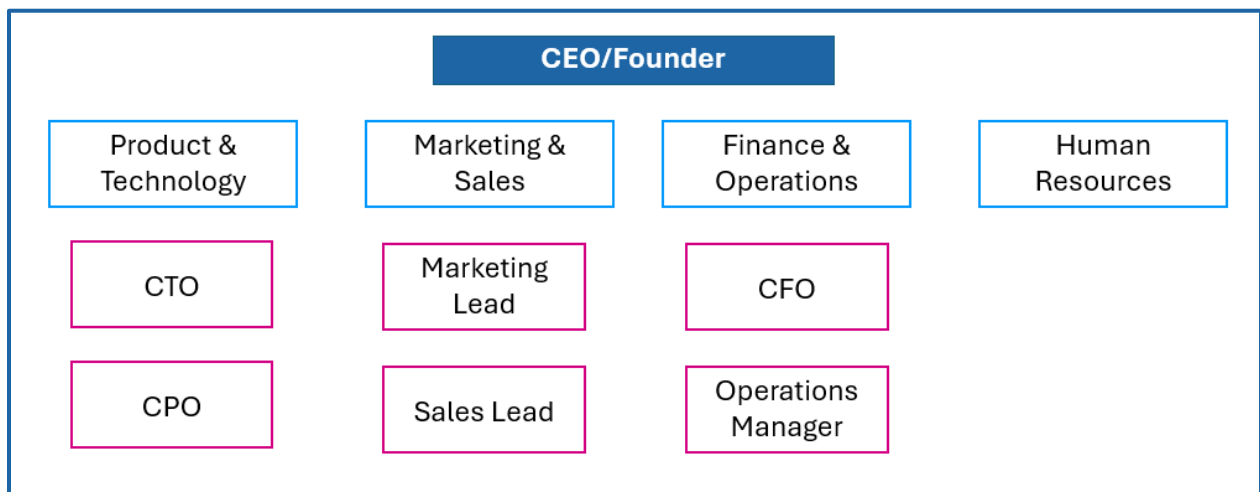 CEO/Founder
Product &
Technology
Marketing &
Sales
Finance &
Operations
Human
Resources
CTO
Marketing
Lead
CFO
CPO
Sales Lead
Operations
Manager